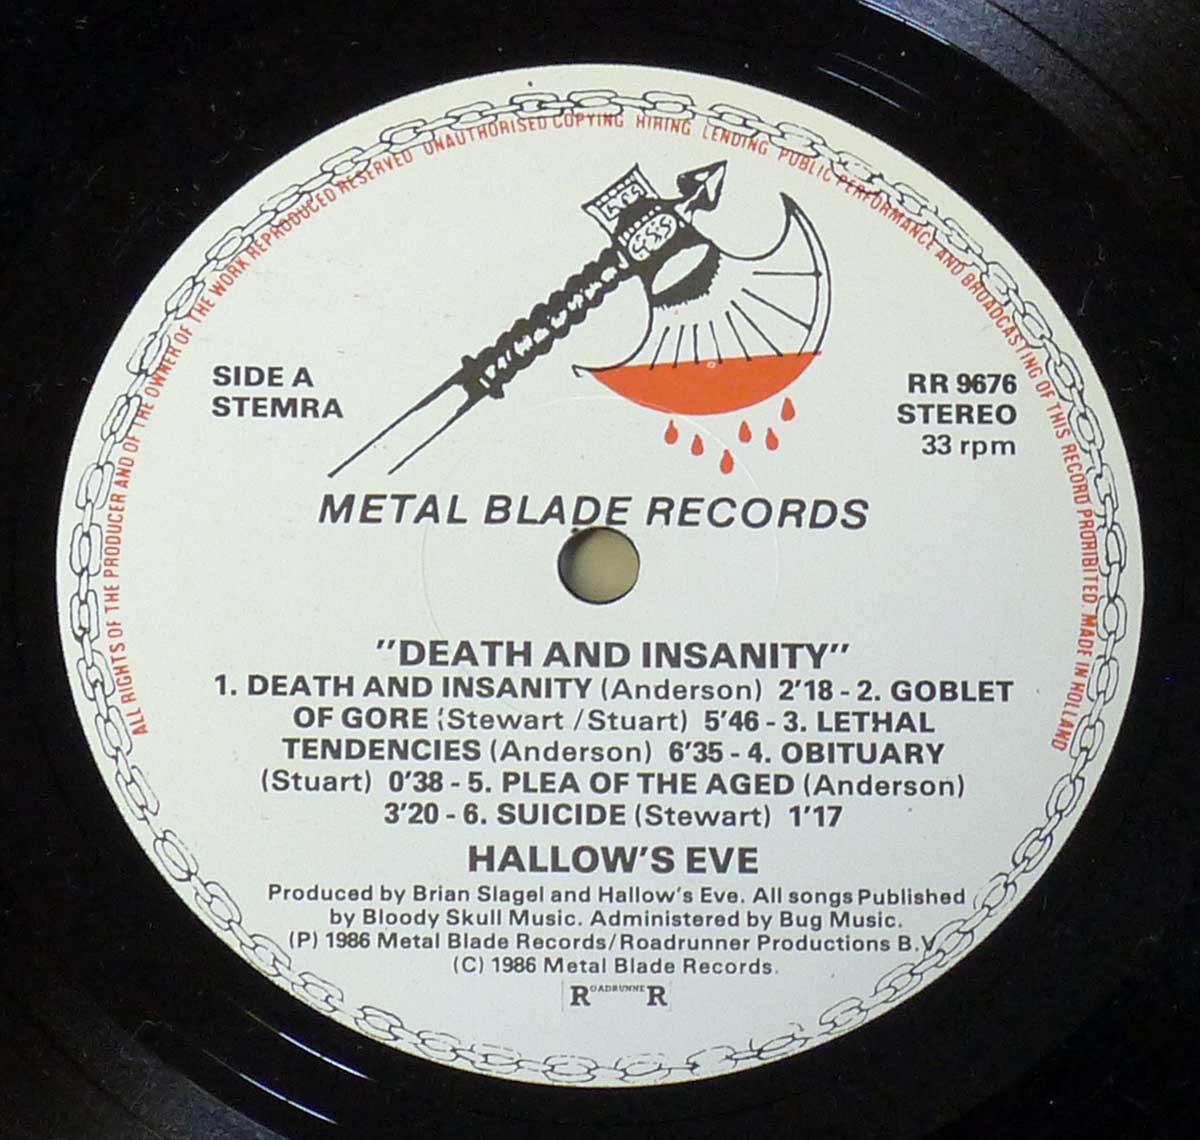 ALL RIGHTS OF THE PRODUCER AND OF THE OWNER OF THE WORK REPRODUCED RESERVED UNAUTHORISED COPYING HIRING LENDING PUBLIC PERFORMANCE AND BROADCASTING OF THIS RECORD PROHIBITED. MADE IN HOLLAND
SIDE A
STEMRA
RR 9676
STEREO
33 rpm
METAL BLADE RECORDS
"DEATH AND INSANITY"
1. DEATH AND INSANITY (Anderson) 2'18 - 2. GOBLET
OF GORE (Stewart / Stuart) 5'46 - 3. LETHAL
TENDENCIES (Anderson) 6'35 - 4. OBITUARY
(Stuart) 0'38 - 5. PLEA OF THE AGED (Anderson)
3'20 - 6. SUICIDE (Stewart) 1'17
HALLOW'S EVE
Produced by Brian Slagel and Hallow's Eve. All songs Published
by Bloody Skull Music. Administered by Bug Music.
(P) 1986 Metal Blade Records/Roadrunner Productions B.V.
(C) 1986 Metal Blade Records.
ROADRUNNER